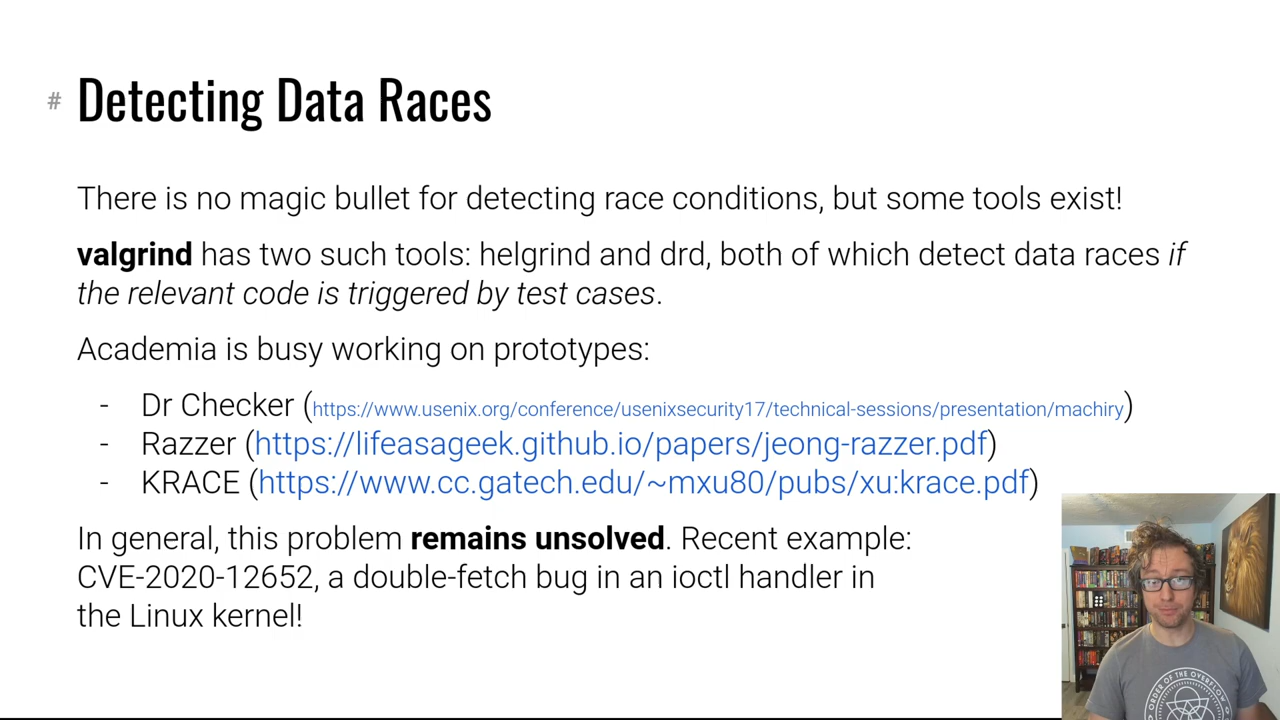 # Detecting Data Races
There is no magic bullet for detecting race conditions, but some tools exist!
valgrind has two such tools: helgrind and drd, both of which detect data races if
the relevant code is triggered by test cases.
Academia is busy working on prototypes:
- Dr Checker (https://www.usenix.org/conference/usenixsecurity17/technical-sessions/presentation/machiry)
- Razzer (https://lifeasageek.github.io/papers/jeong-razzer.pdf)
- KRACE (https://www.cc.gatech.edu/~mxu80/pubs/xu:krace.pdf)
In general, this problem remains unsolved. Recent example:
CVE-2020-12652, a double-fetch bug in an ioctl handler in
the Linux kernel!
ORDER OF THE OVERFLOW